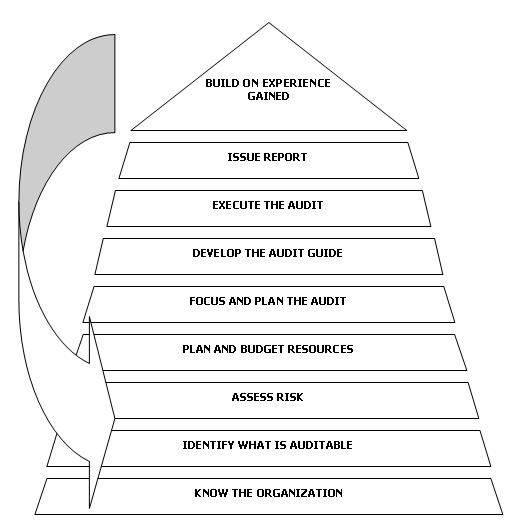 BUILD ON EXPERIENCE
GAINED
ISSUE REPORT
EXECUTE THE AUDIT
DEVELOP THE AUDIT GUIDE
FOCUS AND PLAN THE AUDIT
PLAN AND BUDGET RESOURCES
ASSESS RISK
IDENTIFY WHAT IS AUDITABLE
KNOW THE ORGANIZATION